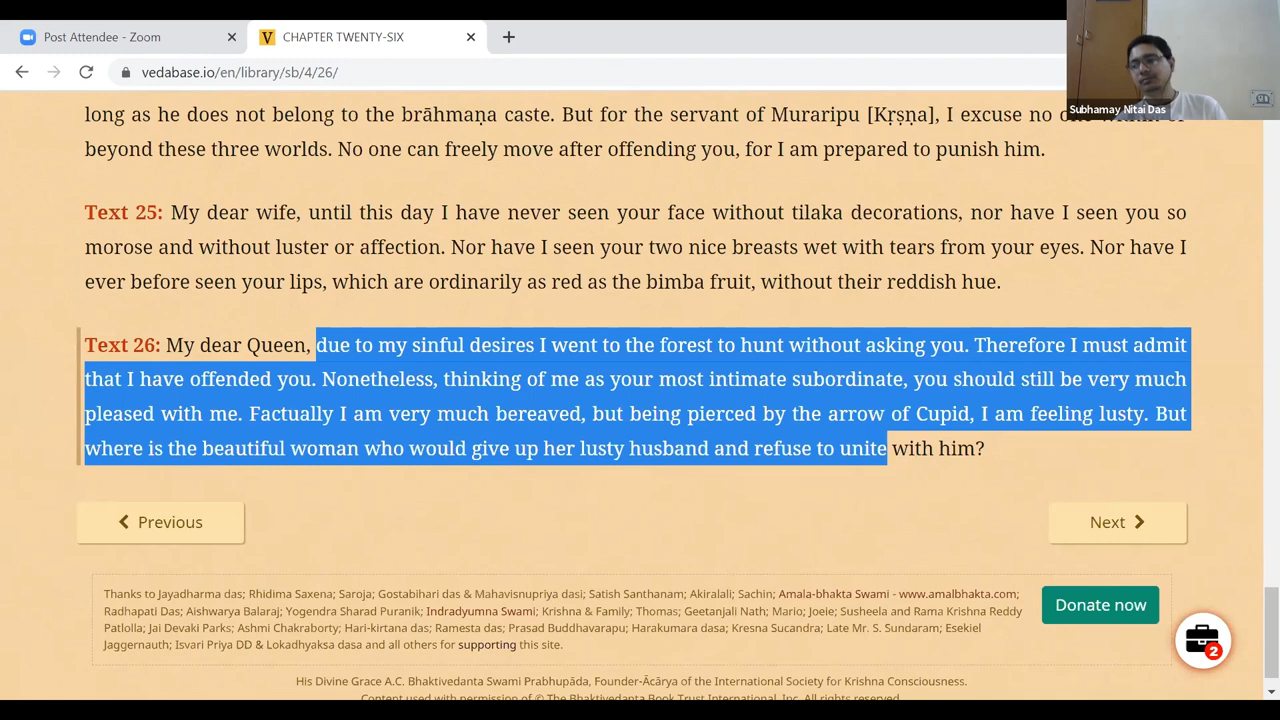 Post Attendee - Zoom
CHAPTER TWENTY-SIX
vedabase.io/en/library/sb/4/26/
Subhamay Nitai Das
long as he does not belong to the brāhmaṇa caste. But for the servant of Muraripu [Kṛṣṇa], I excuse no
beyond these three worlds. No one can freely move after offending you, for I am prepared to punish him.
Text 25: My dear wife, until this day I have never seen your face without tilaka decorations, nor have I seen you so
morose and without luster or affection. Nor have I seen your two nice breasts wet with tears from your eyes. Nor have I
ever before seen your lips, which are ordinarily as red as the bimba fruit, without their reddish hue.
Text 26: My dear Queen, due to my sinful desires I went to the forest to hunt without asking you. Therefore I must admit
that I have offended you. Nonetheless, thinking of me as your most intimate subordinate, you should still be very much
pleased with me. Factually I am very much bereaved, but being pierced by the arrow of Cupid, I am feeling lusty. But
where is the beautiful woman who would give up her lusty husband and refuse to unite with him?
Previous
Next
Thanks to Jayadharma das; Rhidima Saxena; Saroja; Gostabihari das & Mahavisnupriya dasi; Satish Santhanam; Akiralali; Sachin; Amala-bhakta Swami - www.amalbhakta.com;
Radhapati Das; Aishwarya Balaraj; Yogendra Sharad Puranik; Indradyumna Swami; Krishna & Family; Thomas; Geetanjali Nath; Mario; Joeie; Susheela and Rama Krishna Reddy
Patlolla; Jai Devaki Parks; Ashmi Chakraborty; Hari-kirtana das; Ramesta das; Prasad Buddhavarapu; Harakumara dasa; Kresna Sucandra; Late Mr. S. Sundaram; Esekiel
Jaggernauth; Isvari Priya DD & Lokadhyaksa dasa and all others for supporting this site.
Donate now
2
His Divine Grace A.C. Bhaktivedanta Swami Prabhupāda, Founder-Ācārya of the International Society for Krishna Consciousness.
Content used with permission of © The Bhaktivedanta Book Trust International, Inc. All rights reserved